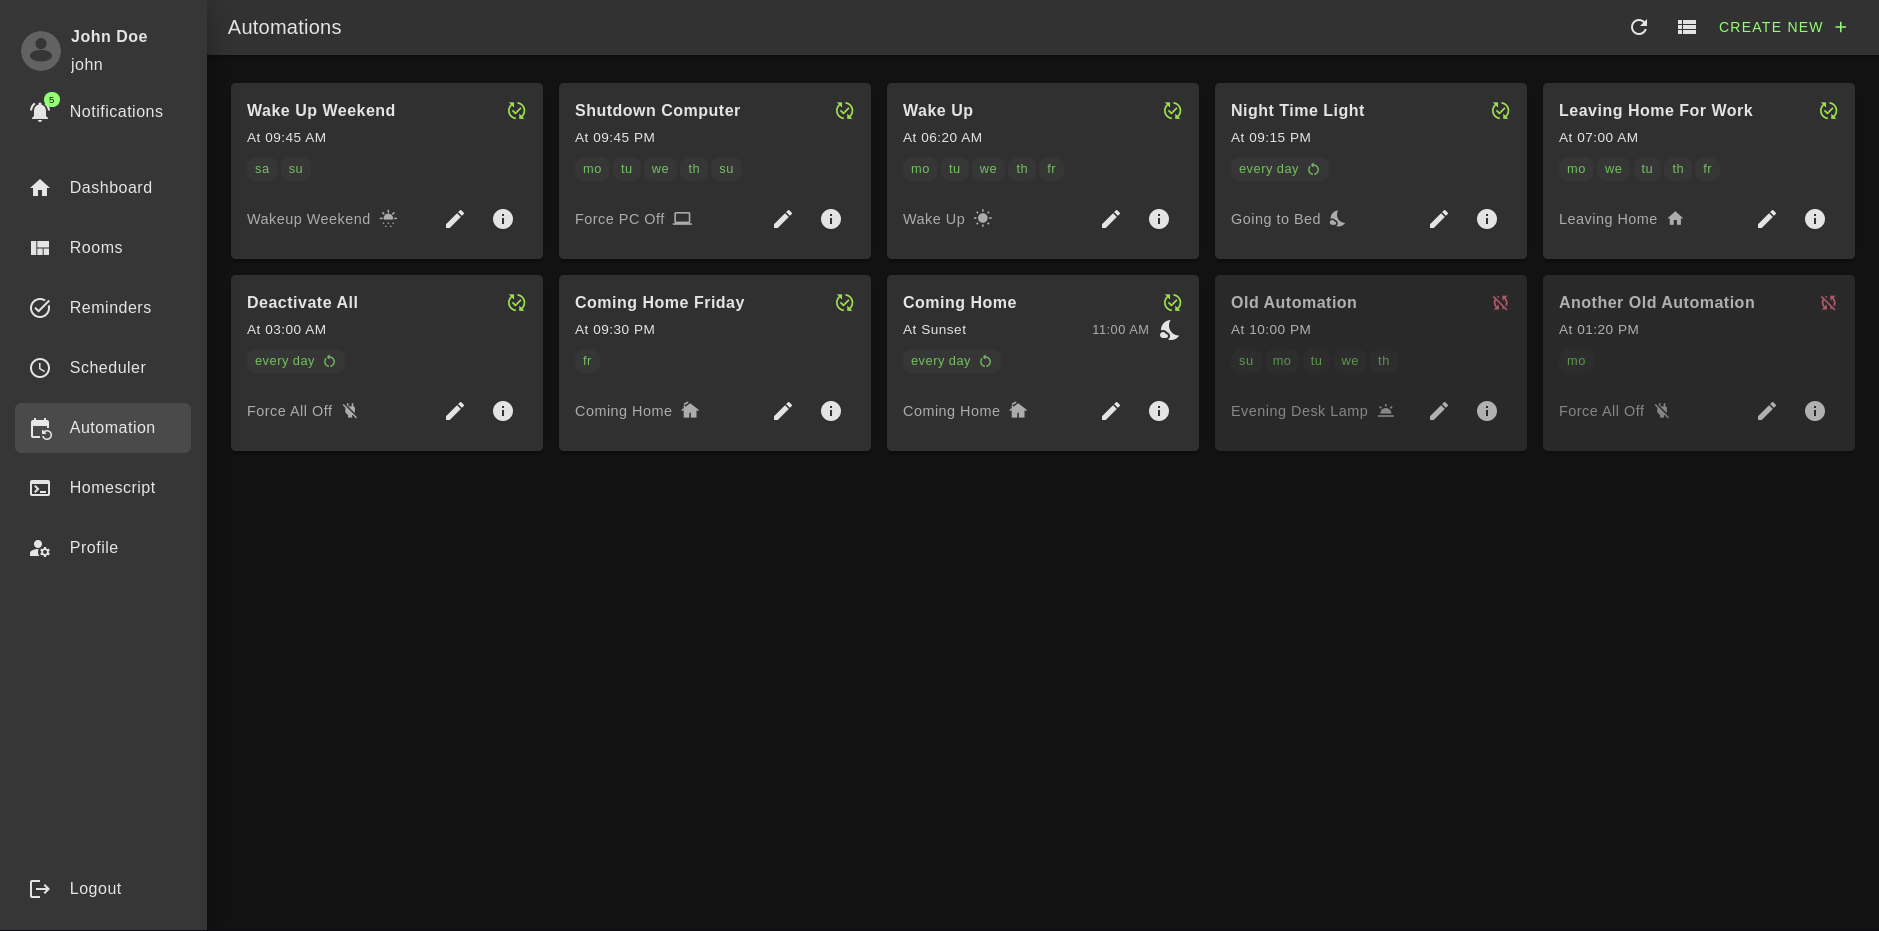 John Doe
john
5
Notifications
Dashboard
Rooms
Reminders
Scheduler
Automation
Homescript
Profile
Logout
Automations
CREATE NEW +
Wake Up Weekend
At 09:45 AM
sa su
Wakeup Weekend
Shutdown Computer
At 09:45 PM
mo tu we th su
Force PC Off
Wake Up
At 06:20 AM
mo tu we th fr
Wake Up
Night Time Light
At 09:15 PM
every day
Going to Bed
Leaving Home For Work
At 07:00 AM
mo we tu th fr
Leaving Home
Deactivate All
At 03:00 AM
every day
Force All Off
Coming Home Friday
At 09:30 PM
fr
Coming Home
Coming Home
At Sunset 11:00 AM
every day
Coming Home
Old Automation
At 10:00 PM
su mo tu we th
Evening Desk Lamp
Another Old Automation
At 01:20 PM
mo
Force All Off